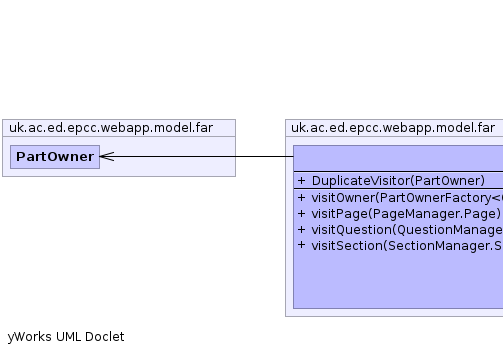 uk.ac.ed.epcc.webapp.model.far
PartOwner
uk.ac.ed.epcc.webapp.model.far
+ DuplicateVisitor(PartOwner)
+ visitOwner(PartOwnerFactory<
+ visitPage(PageManager.Page)
+ visitQuestion(QuestionManage
+ visitSection(SectionManager.S
yWorks UML Doclet